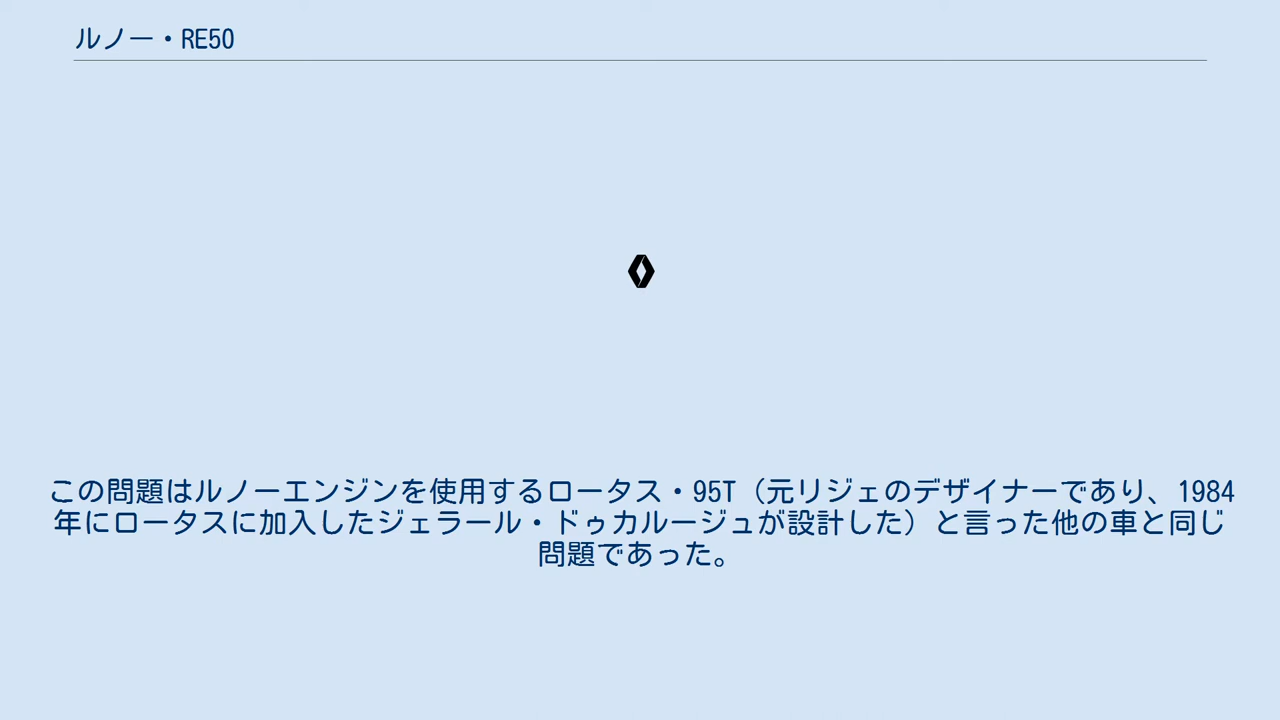 ルノー・RE50
この問題はルノーエンジンを使用するロータス・95T（元リジェのデザイナーであり、1984
年にロータスに加入したジェラール・ドゥカルージュが設計した）と言った他の車と同じ
問題であった。